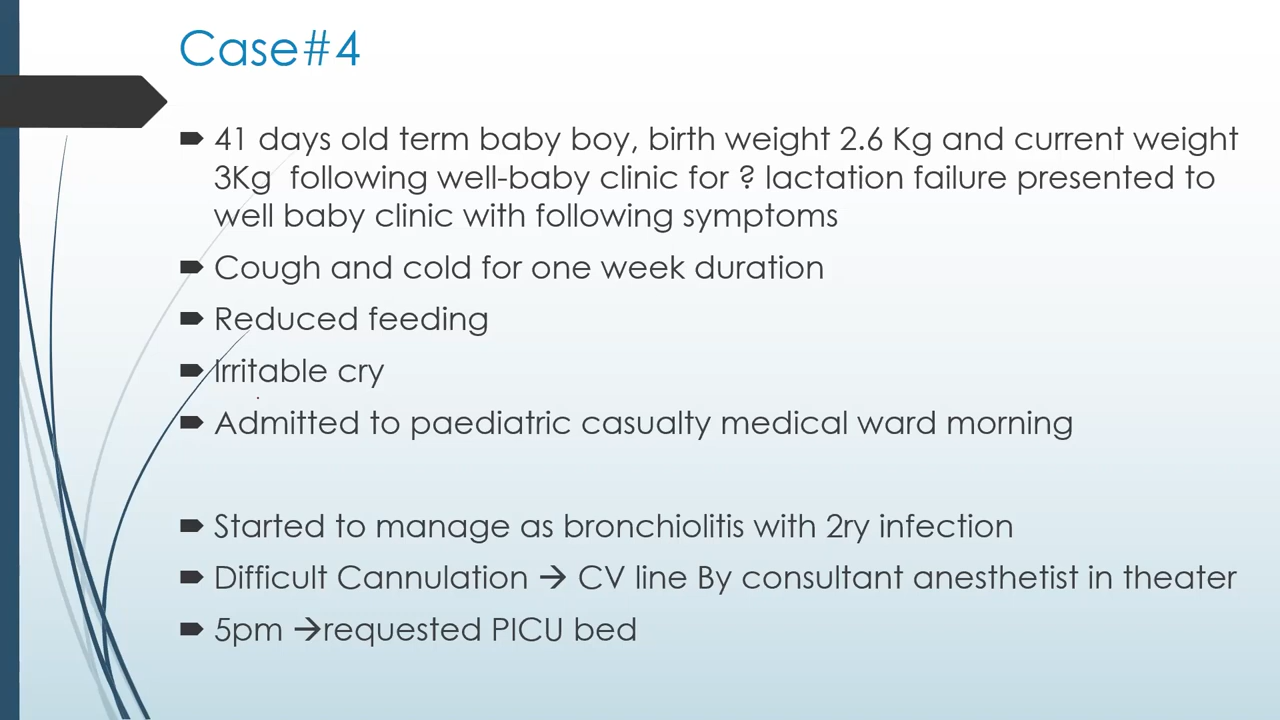 Case#4
41 days old term baby boy, birth weight 2.6 Kg and current weight
3Kg  following well-baby clinic for ? lactation failure presented to
well baby clinic with following symptoms
Cough and cold for one week duration
Reduced feeding
Irritable cry
Admitted to paediatric casualty medical ward morning
Started to manage as bronchiolitis with 2ry infection
Difficult Cannulation → CV line By consultant anesthetist in theater
5pm →requested PICU bed